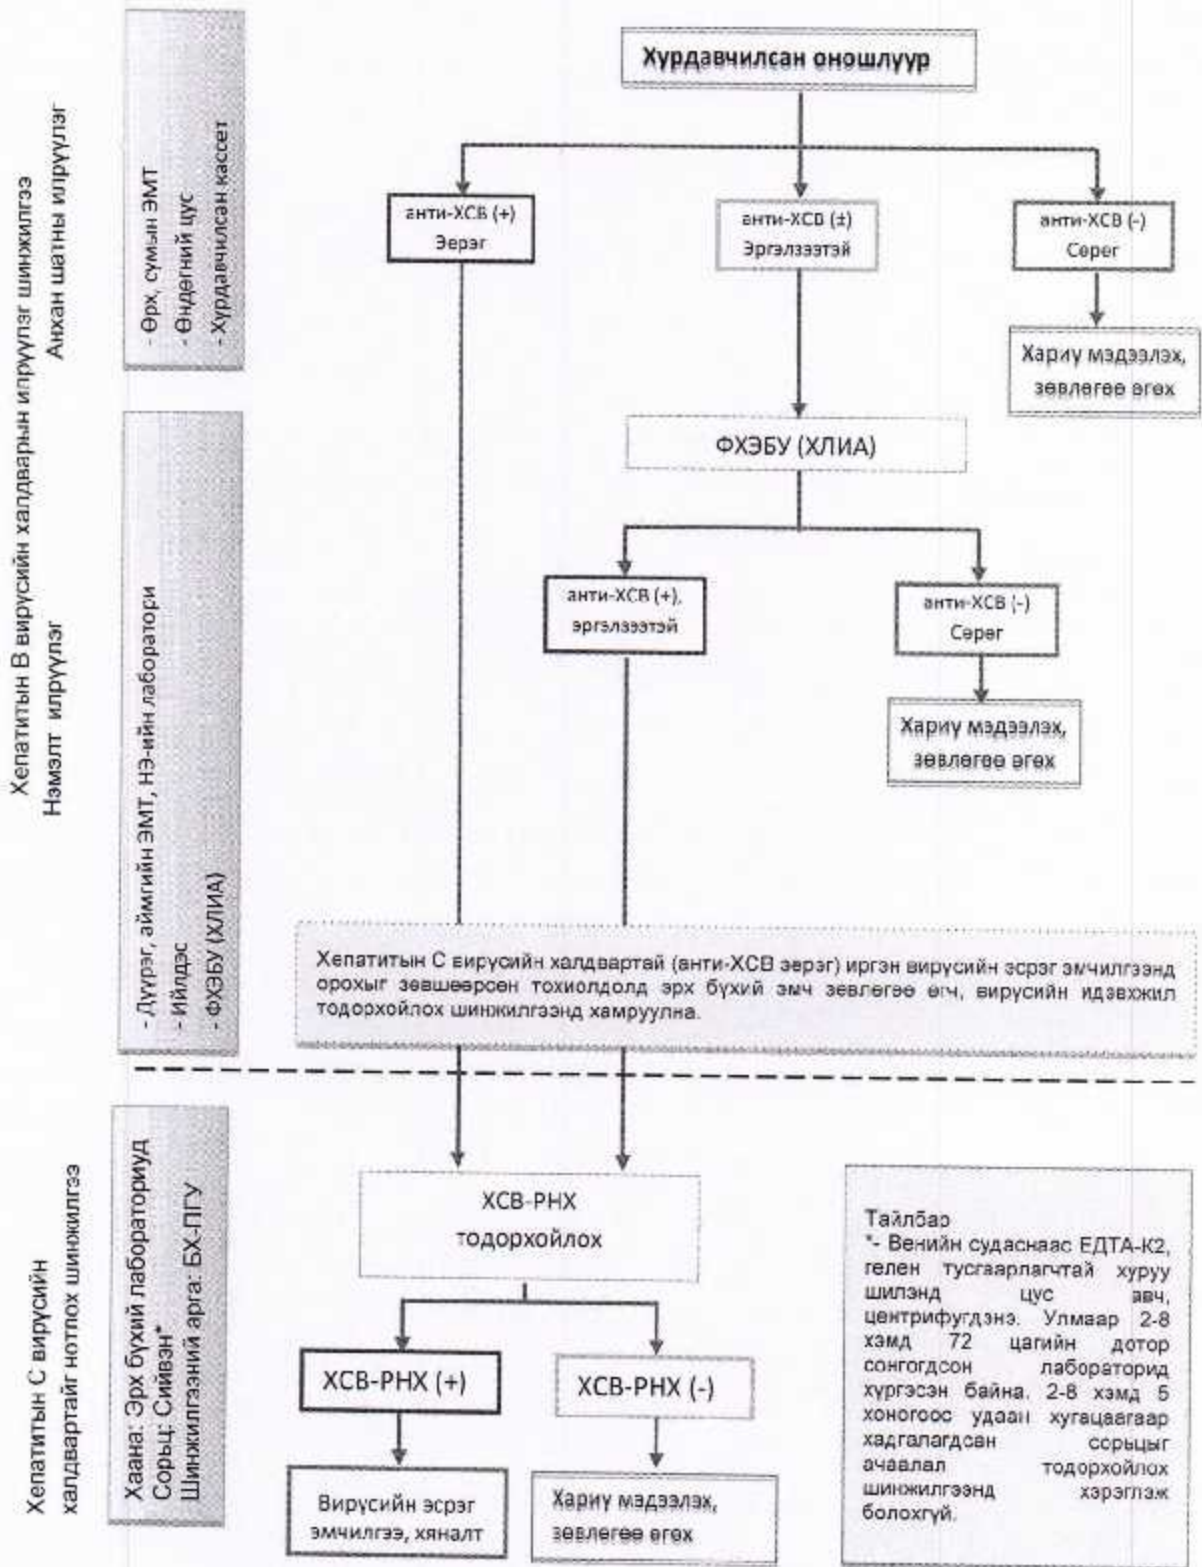 Хепатитын В вирүсийн халдварын илрүүлэг шинжилгээ
Анхан шатны илрүүлэг
- Өрх, сумын ЭМТ
- Өндөгний цус
- Хурдавчилсан кассет
Хурдавчилсан оношлуур
анти-ХСВ (+)
Эерэг
анти-ХСВ (±)
Эргэлзээтэй
анти-ХСВ (-)
Сөрөг
Хариу мэдээлэх,
зөвлөгөө өгөх
Нэмэлт илрүүлэг
- Дүүрэг, аймгийн ЭМТ, НЭ-ийн лаборатори
- Ийлдэс
- ФХЭБУ (ХЛИА)
ФХЭБУ (ХЛИА)
анти-ХСВ (+),
эргэлзээтэй
анти-ХСВ (-)
Сөрөг
Хариу мэдээлэх,
зөвлөгөө өгөх
Хепатитын С вирүсийн халдвартай (анти-ХСВ эерэг) иргэн вирүсийн эсрэг эмчилгээнд
орохыг зөвшөөрсөн тохиолдолд эрх бүхий эмч зөвлөгөө өгч, вирүсийн идэвхжил
тодорхойлох шинжилгээнд хамруулна.
Хепатитын С вирүсийн
халдвартайг нотлох шинжилгээ
Хаана: Эрх бүхий лабораториуд
Сорьц: Сийвэн*
Шинжилгээний арга: БХ-ПГУ
ХСВ-РНХ
тодорхойлох
ХСВ-РНХ (+)
ХСВ-РНХ (-)
Вирүсийн эсрэг
эмчилгээ, хяналт
Хариу мэдээлэх,
зөвлөгөө өгөх
Тайлбар
*- Венийн судаснаас ЕДТА-К2,
гелен тусгаарлагчтай хуруу
шилэнд цус авч,
центрифугдэнэ. Улмаар 2-8
хэмд 72 цагийн дотор
сонгогдсон лабораторид
хүргэсэн байна. 2-8 хэмд 5
хоногоос удаан хугацаагаар
хадгалагдсан сорьцыг
ачаалал тодорхойлох
шинжилгээнд хэрэглэж
болохгүй.